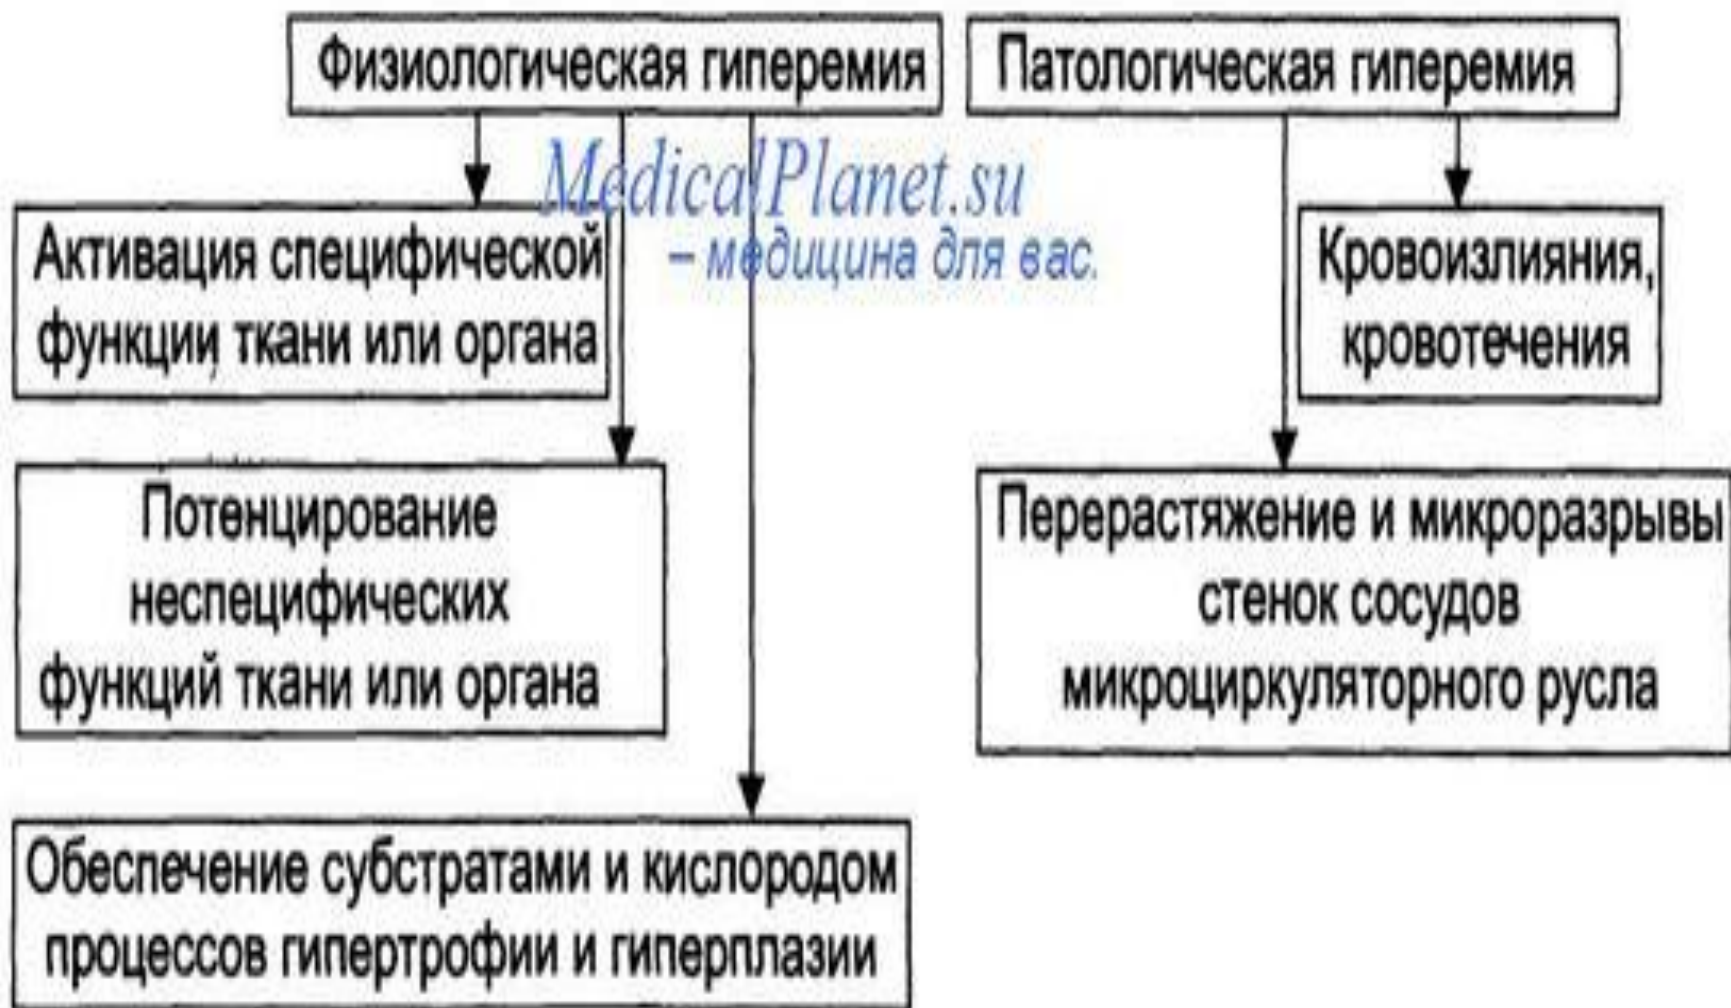 Физиологическая гиперемия
Патологическая гиперемия
MedicalPlanet.su
– медицина для вас.
Активация специфической
функции ткани или органа
Кровоизлияния,
кровотечения
Потенцирование
неспецифических
функций ткани или органа
Перерастяжение и микроразрывы
стенок сосудов
микроциркуляторного русла
Обеспечение субстратами и кислородом
процессов гипертрофии и гиперплазии